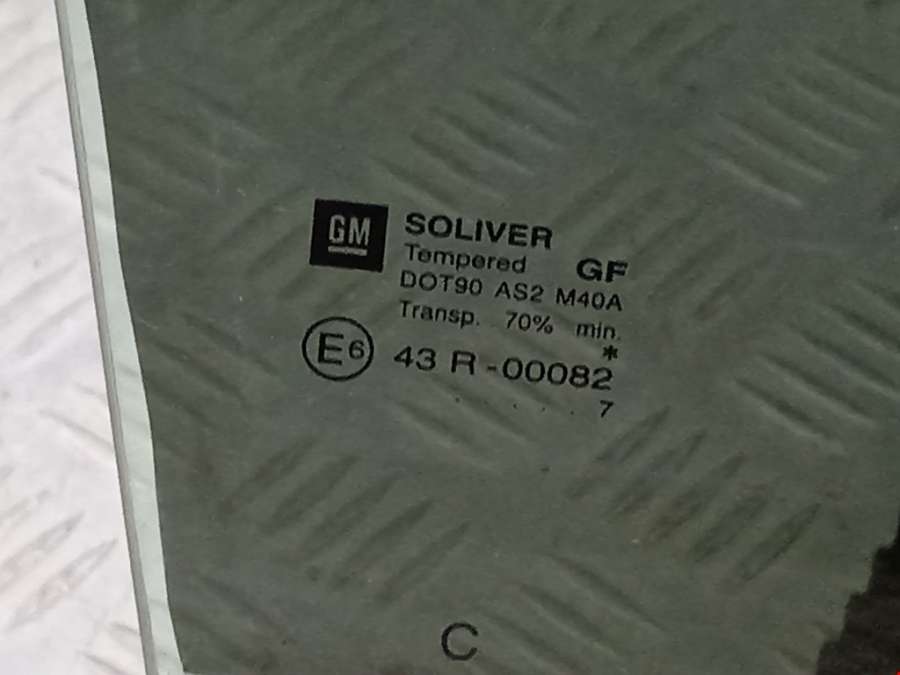 GM
SOLIVER
Tempered GF
DOT90 AS2 M40A
Transp. 70% min.
*
E6 43 R-00082
. . . . . 7
C